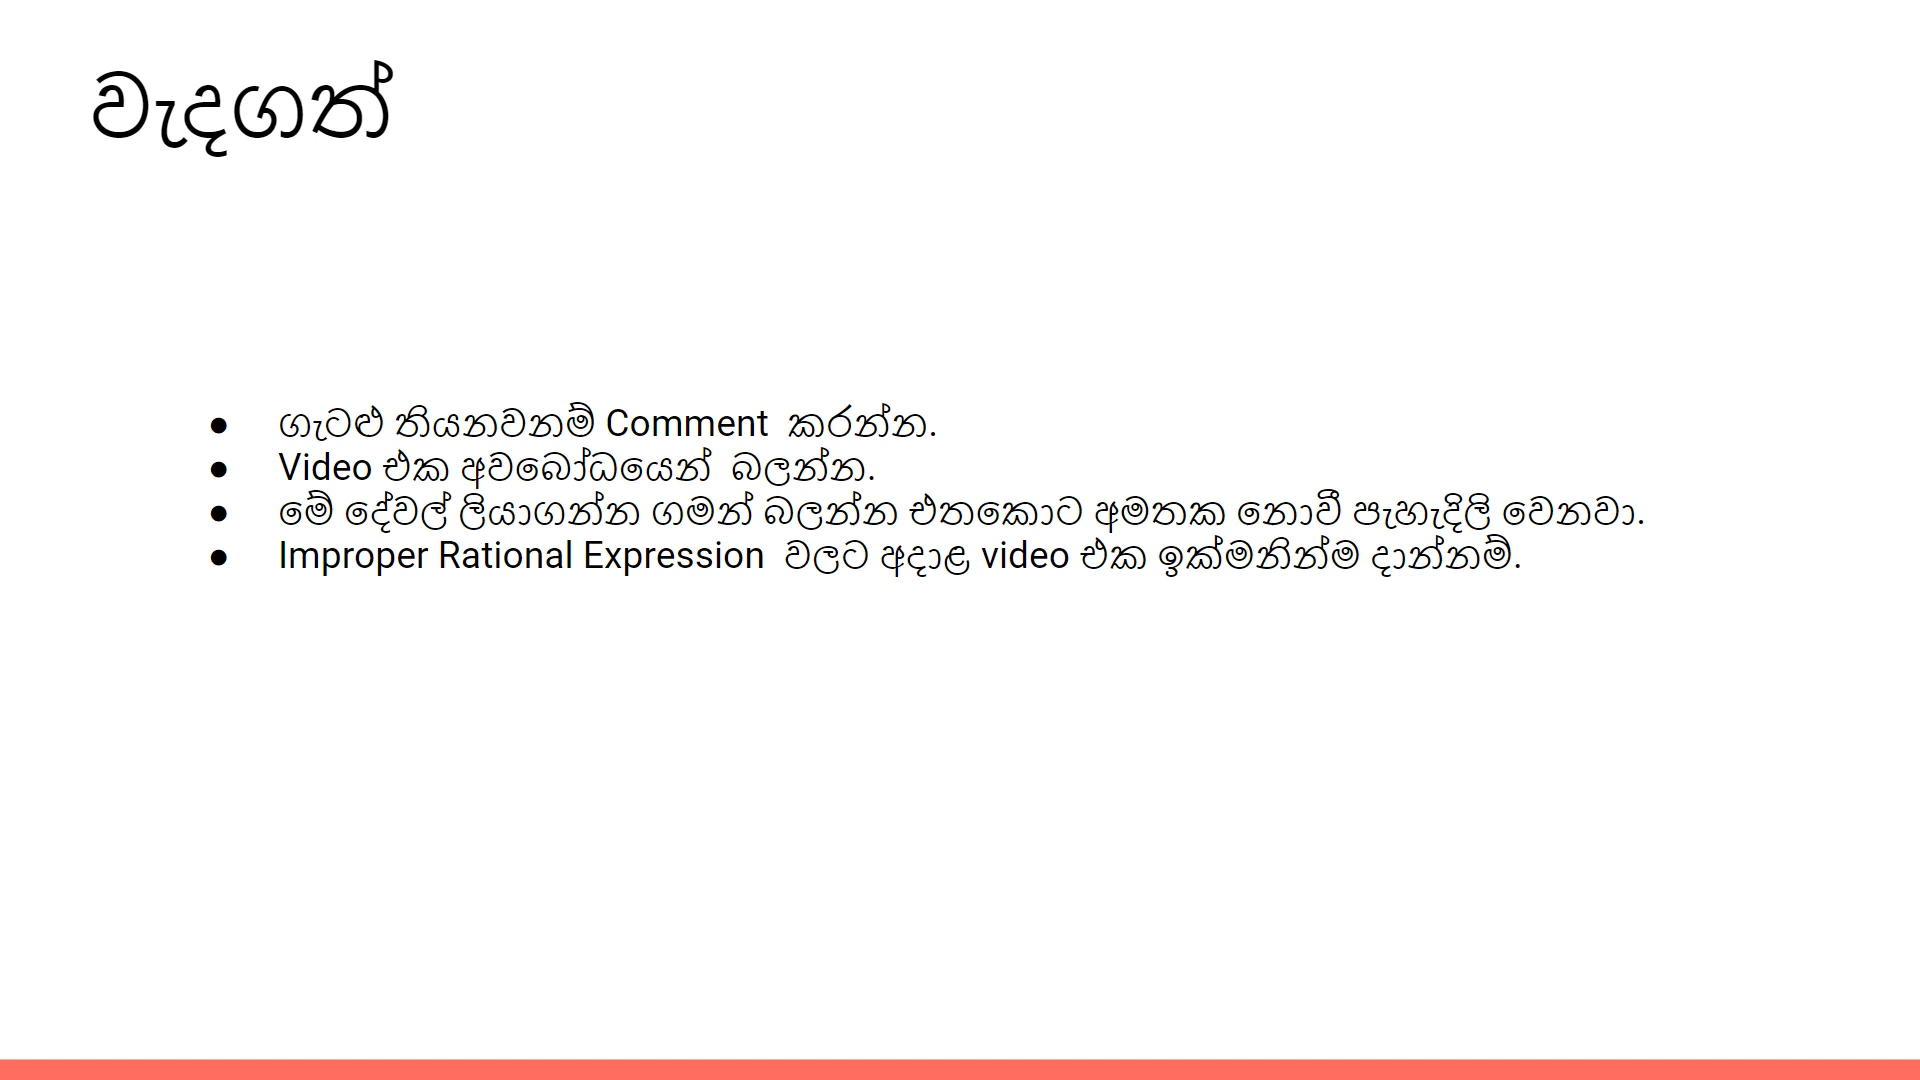 වැදගත්
● ගැටළු තියනවනම් Comment  කරන්න.
● Video එක අවබෝධයෙන්  බලන්න.
● මේ දේවල් ලියාගන්න ගමන් බලන්න එතකොට අමතක නොවී පැහැදිලි වෙනවා.
● Improper Rational Expression  වලට අදාළ video එක ඉක්මනින්ම දාන්නම්.